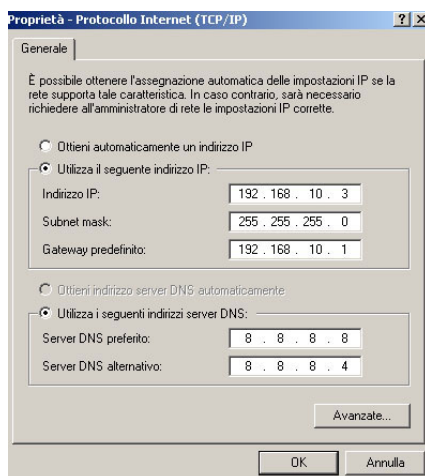 Proprietà - Protocollo Internet (TCP/IP)
Generale
È possibile ottenere l'assegnazione automatica delle impostazioni IP se la
rete supporta tale caratteristica. In caso contrario, sarà necessario
richiedere all'amministratore di rete le impostazioni IP corrette.
Ottieni automaticamente un indirizzo IP
Utilizza il seguente indirizzo IP:
Indirizzo IP: 192 . 168 . 10 . 3
Subnet mask: 255 . 255 . 255 . 0
Gateway predefinito: 192 . 168 . 10 . 1
Ottieni indirizzo server DNS automaticamente
Utilizza i seguenti indirizzi server DNS:
Server DNS preferito: 8 . 8 . 8 . 8
Server DNS alternativo: 8 . 8 . 8 . 4
Avanzate...
OK Annulla